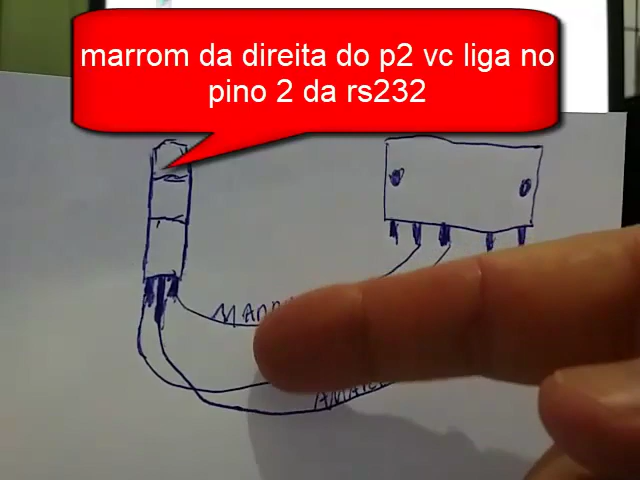 marrom da direita do p2 vc liga no
pino 2 da rs232